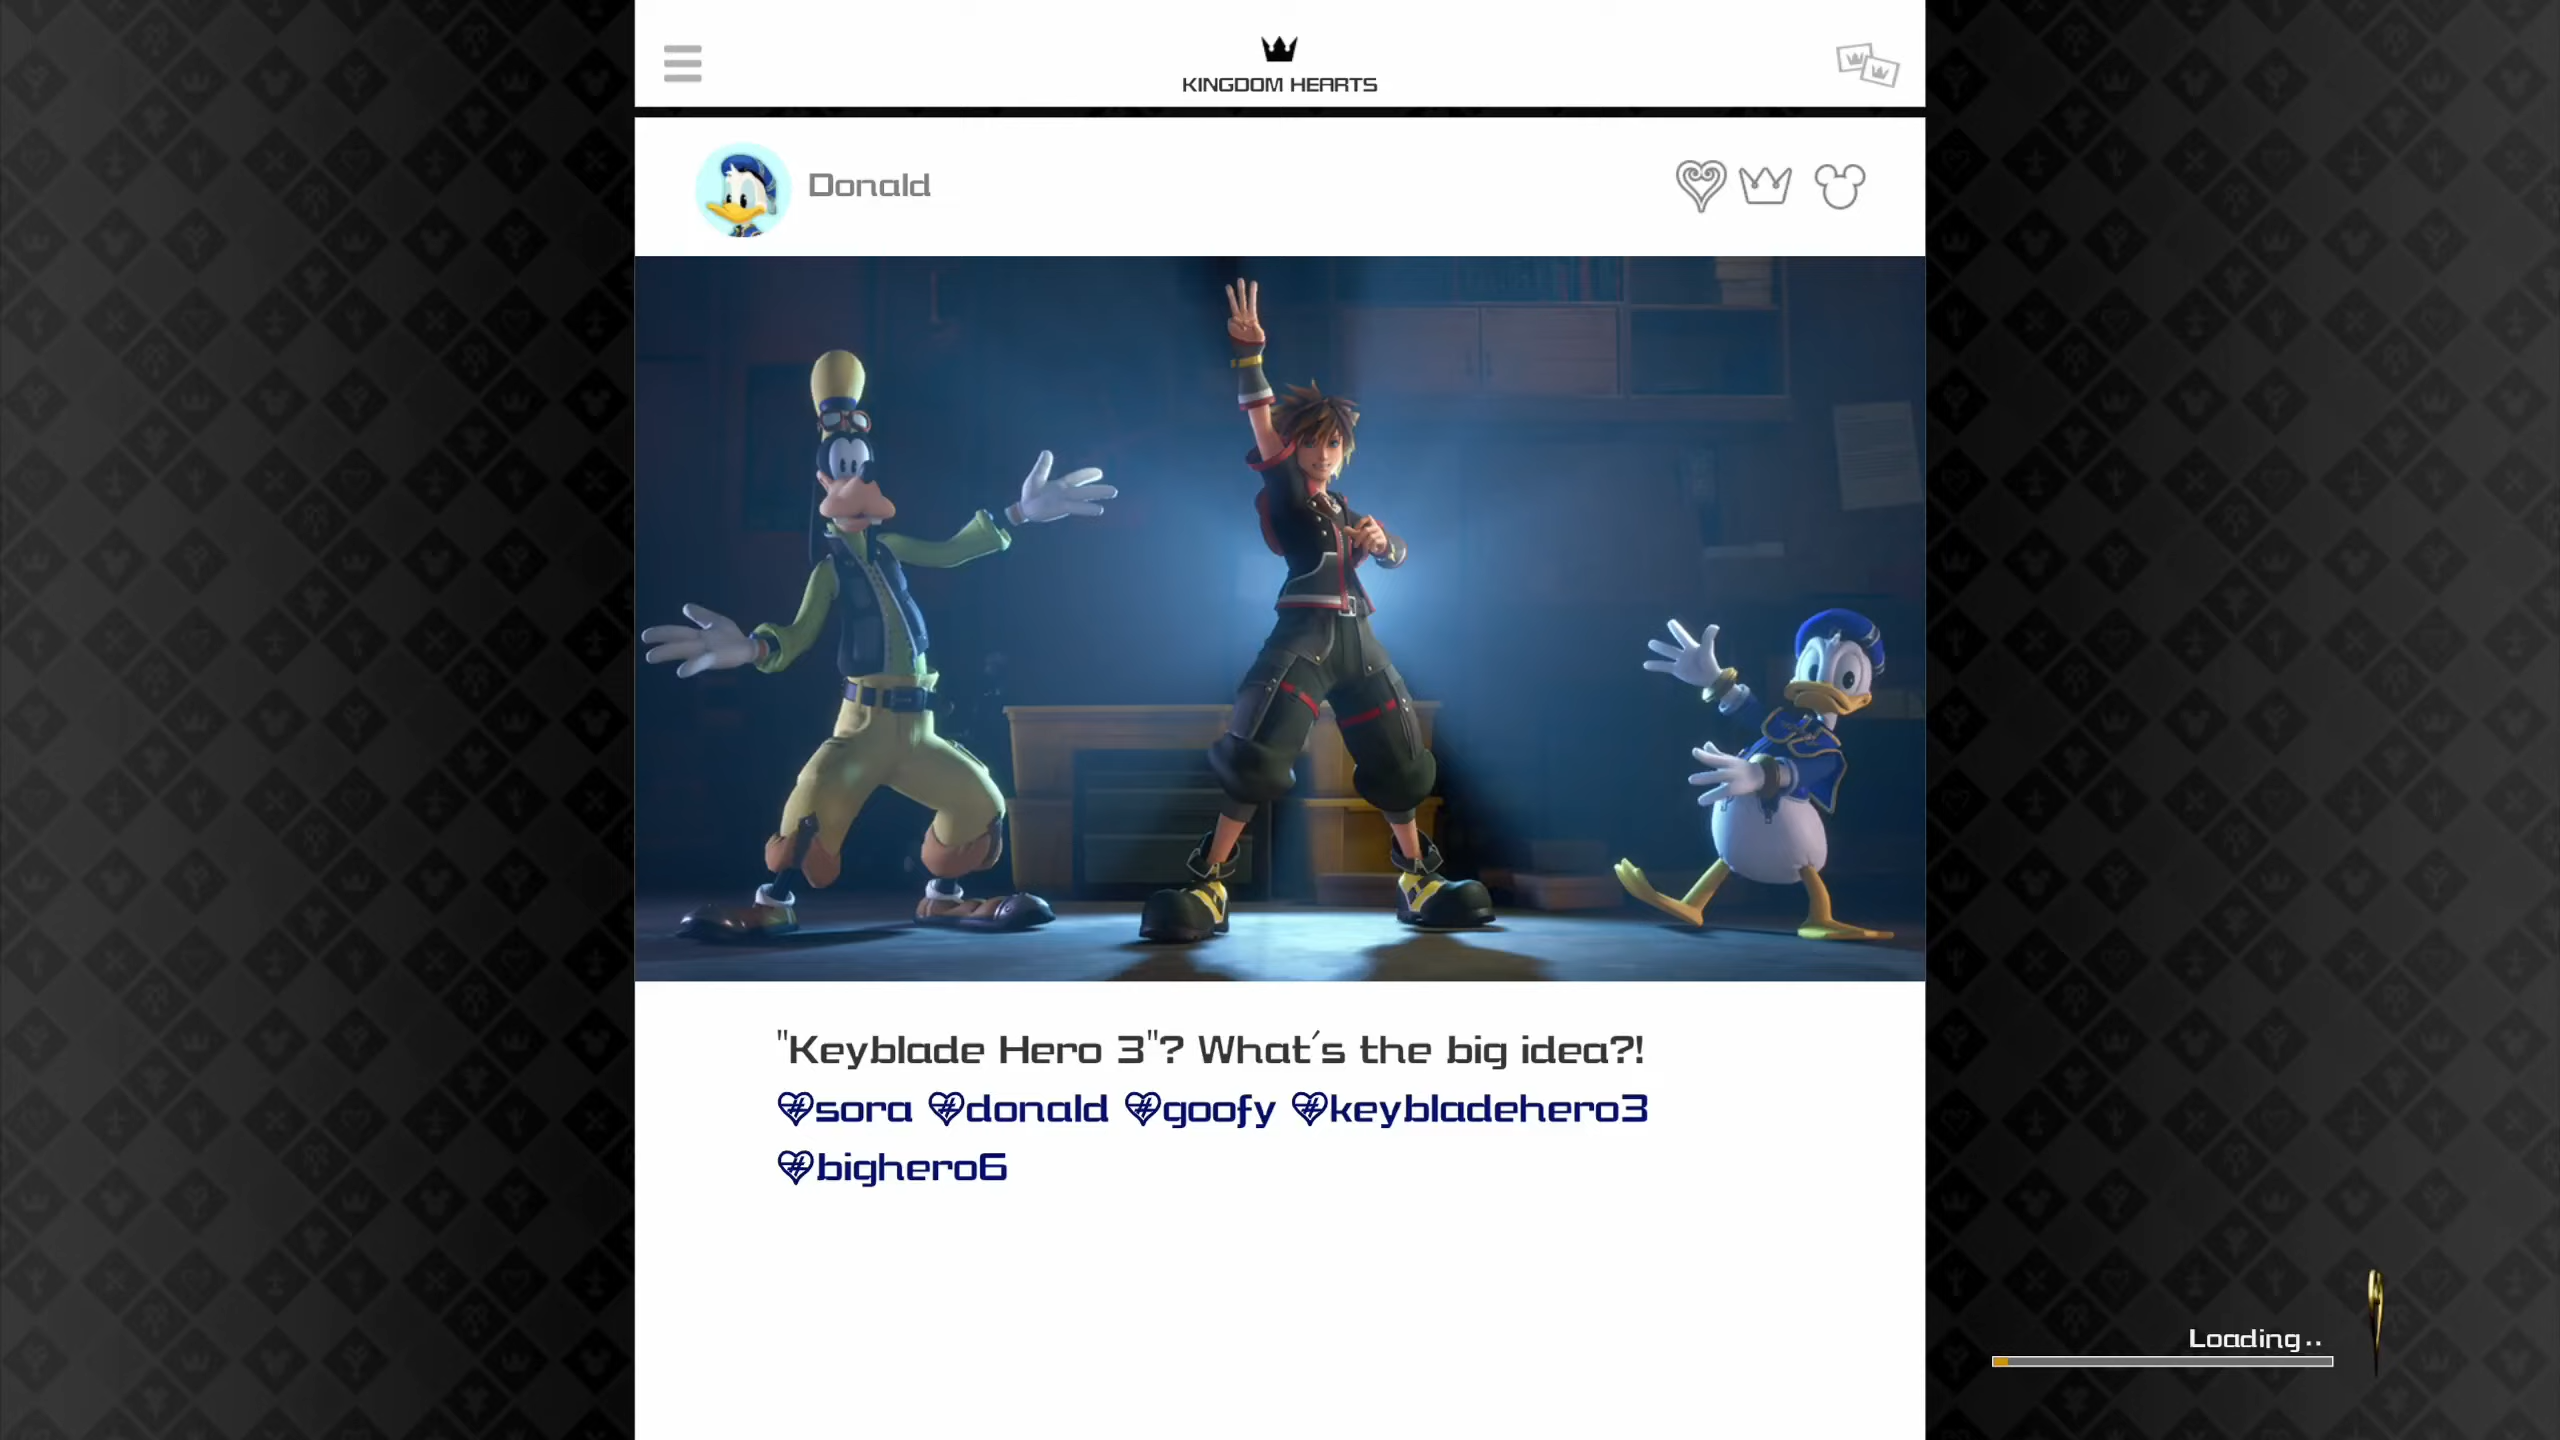 KINGDOM HEARTS
Donald
"Keyblade Hero 3"? What's the big idea?!
#sora #donald #goofy #keybladehero3
#bighero6
Loading..